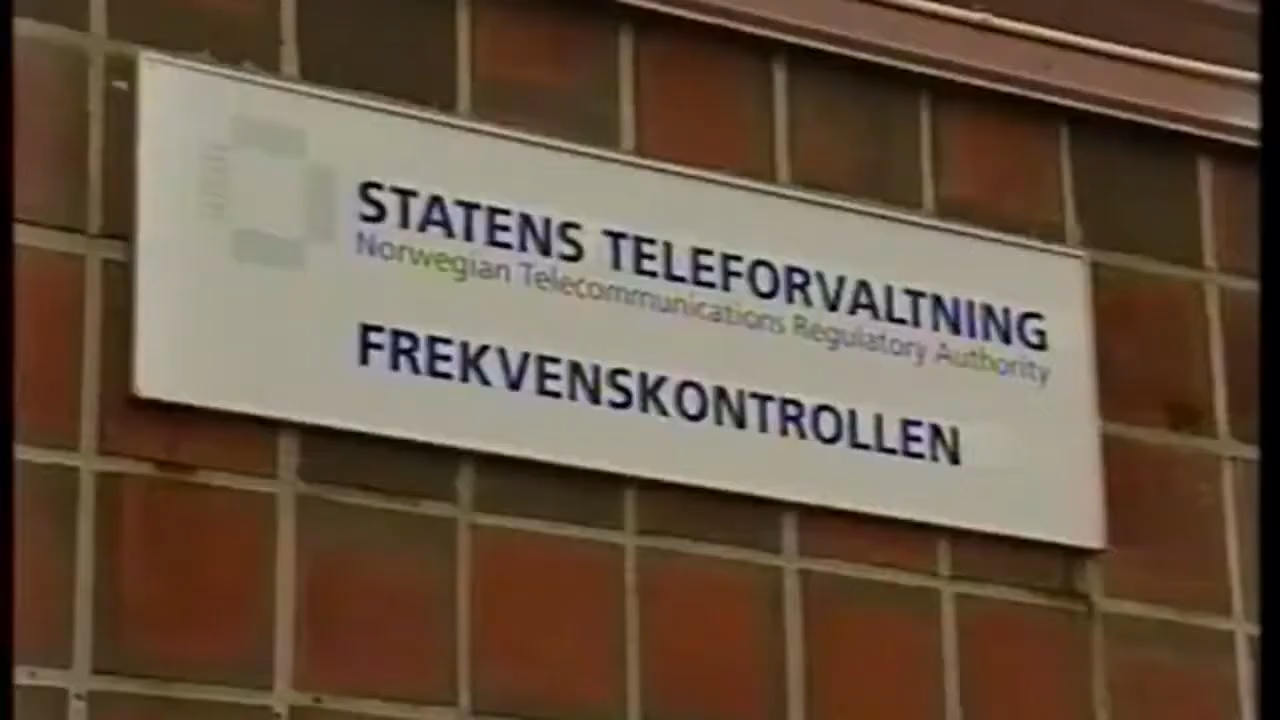 STATENS TELEFORVALTNING
Norwegian Telecommunications Regulatory Authority
FREKVENSKONTROLLEN